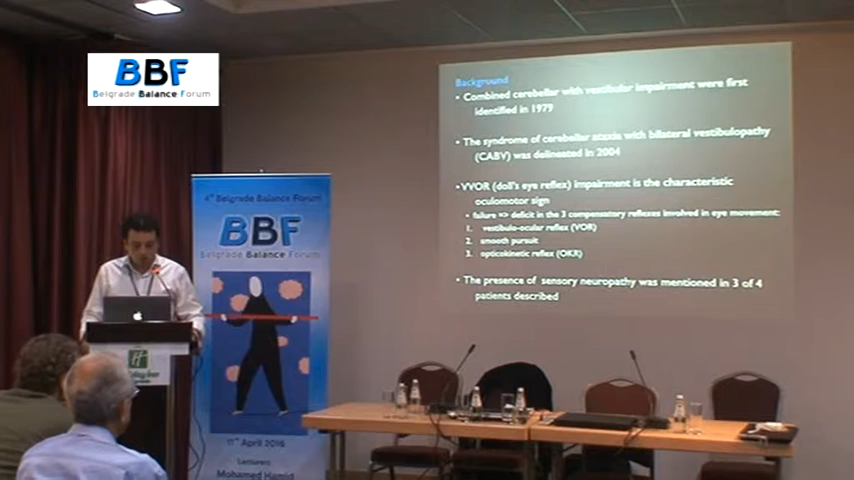 BBF
Belgrade Balance Forum
4th Belgrade Balance Forum
BBF
Belgrade Balance Forum
11th April 2016
Lecturers
Mohamed Hamid
Holiday Inn
Background
• Combined cerebellar with vestibular impairment were first
identified in 1979
• The syndrome of cerebellar ataxia with bilateral vestibulopathy
(CABV) was delineated in 2004
• VVOR (doll's eye reflex) impairment is the characteristic
oculomotor sign
• failure => deficit in the 3 compensatory reflexes involved in eye movement:
1. vestibulo-ocular reflex (VOR)
2. smooth pursuit
3. opticokinetic reflex (OKR)
• The presence of sensory neuropathy was mentioned in 3 of 4
patients described